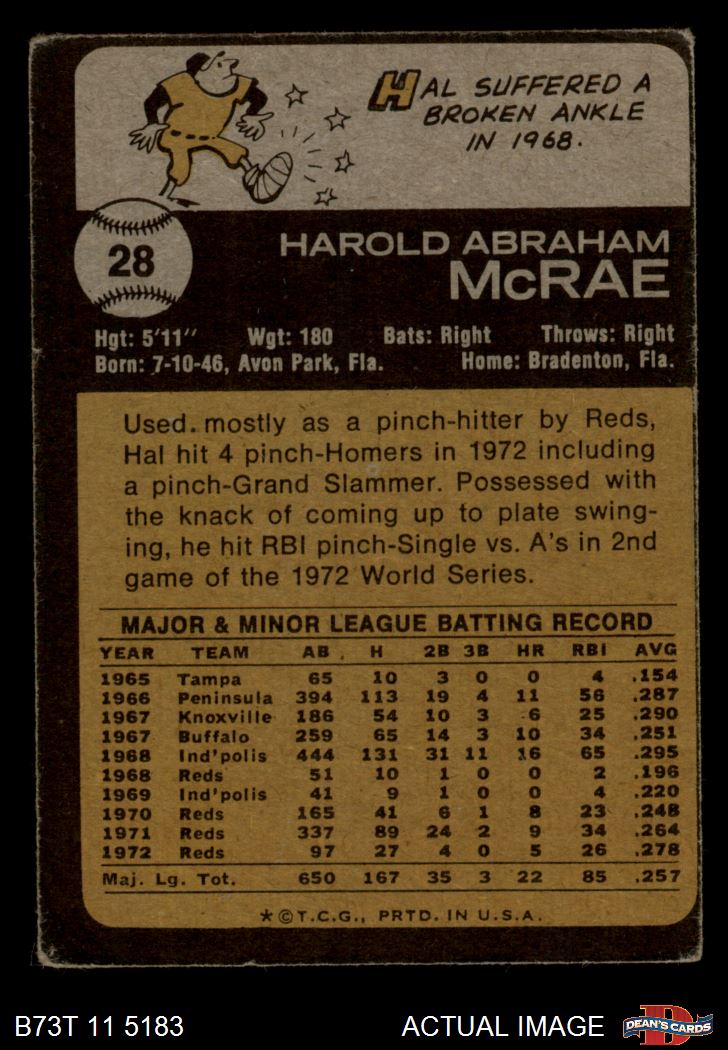 HAL SUFFERED A
BROKEN ANKLE
IN 1968.
28
HAROLD ABRAHAM
McRAE
Hgt: 5'11" Wgt: 180 Bats: Right Throws: Right
Born: 7-10-46, Avon Park, Fla. Home: Bradenton, Fla.
Used mostly as a pinch-hitter by Reds,
Hal hit 4 pinch-Homers in 1972 including
a pinch-Grand Slammer. Possessed with
the knack of coming up to plate swing-
ing, he hit RBI pinch-Single vs. A's in 2nd
game of the 1972 World Series.
MAJOR & MINOR LEAGUE BATTING RECORD
YEAR TEAM AB H 2B 3B HR RBI AVG
1965 Tampa 65 10 3 0 0 4 .154
1966 Peninsula 394 113 19 4 11 56 .287
1967 Knoxville 186 54 10 3 6 25 .290
1967 Buffalo 259 65 14 3 10 34 .251
1968 Ind'polis 444 131 31 11 16 65 .295
1968 Reds 51 10 1 0 0 2 .196
1969 Ind'polis 41 9 1 0 0 4 .220
1970 Reds 165 41 6 1 8 23 .248
1971 Reds 337 89 24 2 9 34 .264
1972 Reds 97 27 4 0 5 26 .278
Maj. Lg. Tot. 650 167 35 3 22 85 .257
*©T.C.G., PRTD. IN U.S.A.
B73T 11 5183 ACTUAL IMAGE
D
DEAN'S CARDS